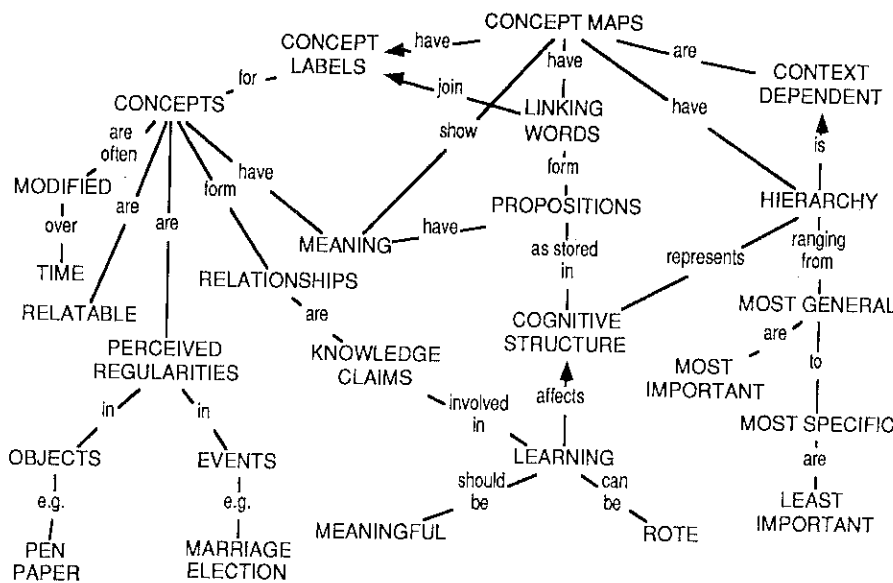 CONCEPT MAPS
CONCEPT
LABELS
have
have
are
CONTEXT
DEPENDENT
for
join
CONCEPTS
LINKING
WORDS
show
have
is
are
often
MODIFIED
have
form
form
HIERARCHY
are
over
are
MEANING
have
PROPOSITIONS
ranging
from
as stored
in
represents
TIME
RELATIONSHIPS
RELATABLE
MOST GENERAL
are
COGNITIVE
STRUCTURE
are
PERCEIVED
REGULARITIES
KNOWLEDGE
CLAIMS
MOST
IMPORTANT
to
in
in
involved
in
affects
MOST SPECIFIC
OBJECTS
EVENTS
LEARNING
are
should
be
can
be
e.g.
e.g.
LEAST
IMPORTANT
MEANINGFUL
ROTE
PEN
PAPER
MARRIAGE
ELECTION